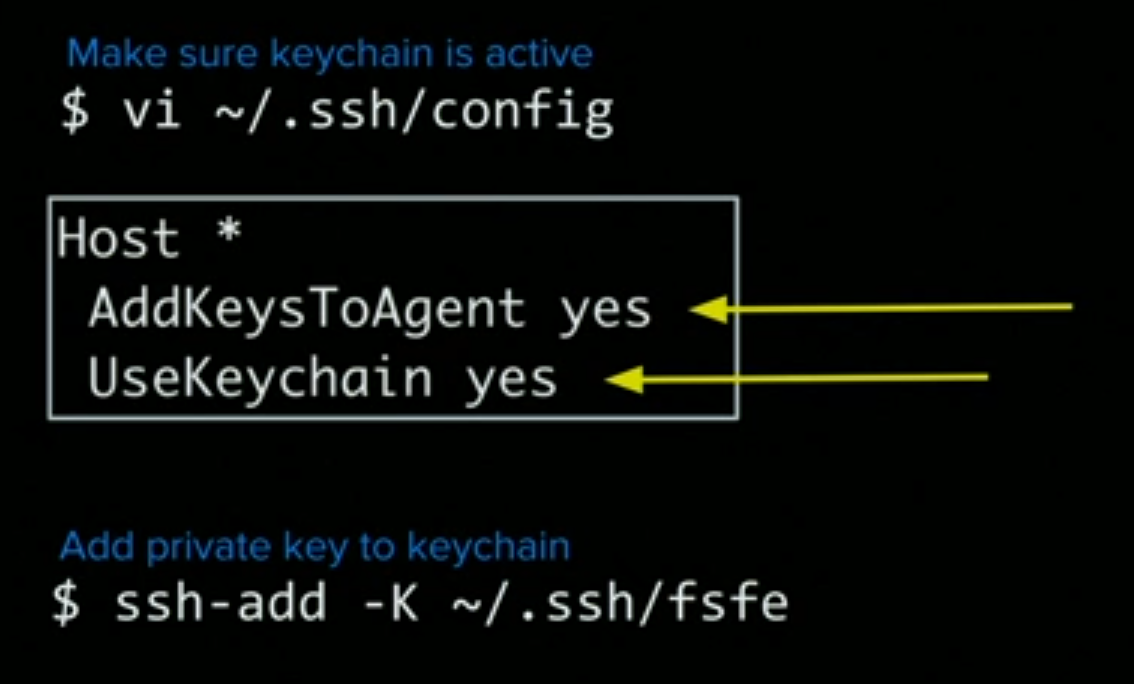 Make sure keychain is active
$ vi ~/.ssh/config
Host *
AddKeysToAgent yes
UseKeychain yes
Add private key to keychain
$ ssh-add -K ~/.ssh/fsfe